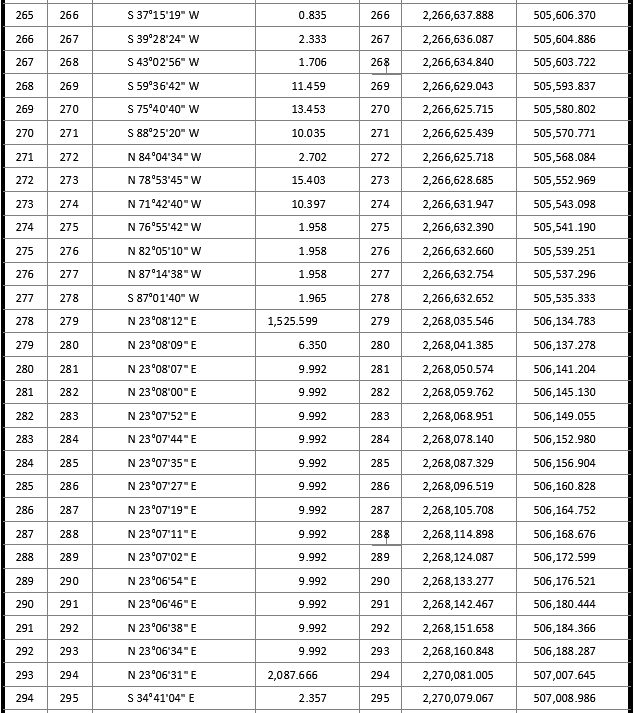 265 266 S 37°15'19" W 0.835 266 2,266,637.888 505,606.370
266 267 S 39°28'24" W 2.333 267 2,266,636.087 505,604.886
267 268 S 43°02'56" W 1.706 268 2,266,634.840 505,603.722
268 269 S 59°36'42" W 11.459 269 2,266,629.043 505,593.837
269 270 S 75°40'40" W 13.453 270 2,266,625.715 505,580.802
270 271 S 88°25'20" W 10.035 271 2,266,625.439 505,570.771
271 272 N 84°04'34" W 2.702 272 2,266,625.718 505,568.084
272 273 N 78°53'45" W 15.403 273 2,266,628.685 505,552.969
273 274 N 71°42'40" W 10.397 274 2,266,631.947 505,543.098
274 275 N 76°55'42" W 1.958 275 2,266,632.390 505,541.190
275 276 N 82°05'10" W 1.958 276 2,266,632.660 505,539.251
276 277 N 87°14'38" W 1.958 277 2,266,632.754 505,537.296
277 278 S 87°01'40" W 1.965 278 2,266,632.652 505,535.333
278 279 N 23°08'12" E 1,525.599 279 2,268,035.546 506,134.783
279 280 N 23°08'09" E 6.350 280 2,268,041.385 506,137.278
280 281 N 23°08'07" E 9.992 281 2,268,050.574 506,141.204
281 282 N 23°08'00" E 9.992 282 2,268,059.762 506,145.130
282 283 N 23°07'52" E 9.992 283 2,268,068.951 506,149.055
283 284 N 23°07'44" E 9.992 284 2,268,078.140 506,152.980
284 285 N 23°07'35" E 9.992 285 2,268,087.329 506,156.904
285 286 N 23°07'27" E 9.992 286 2,268,096.519 506,160.828
286 287 N 23°07'19" E 9.992 287 2,268,105.708 506,164.752
287 288 N 23°07'11" E 9.992 288 2,268,114.898 506,168.676
288 289 N 23°07'02" E 9.992 289 2,268,124.087 506,172.599
289 290 N 23°06'54" E 9.992 290 2,268,133.277 506,176.521
290 291 N 23°06'46" E 9.992 291 2,268,142.467 506,180.444
291 292 N 23°06'38" E 9.992 292 2,268,151.658 506,184.366
292 293 N 23°06'34" E 9.992 293 2,268,160.848 506,188.287
293 294 N 23°06'31" E 2,087.666 294 2,270,081.005 507,007.645
294 295 S 34°41'04" E 2.357 295 2,270,079.067 507,008.986